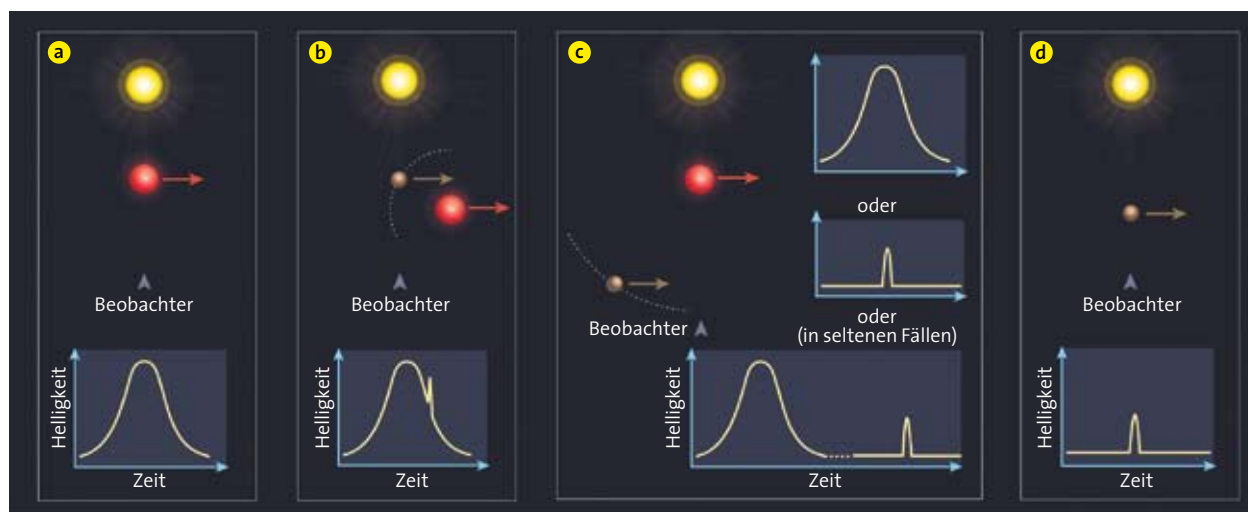 a
Beobachter
Helligkeit
Zeit
b
Beobachter
Helligkeit
Zeit
c
oder
oder
(in seltenen Fällen)
Beobachter
Helligkeit
Zeit
d
Beobachter
Helligkeit
Zeit